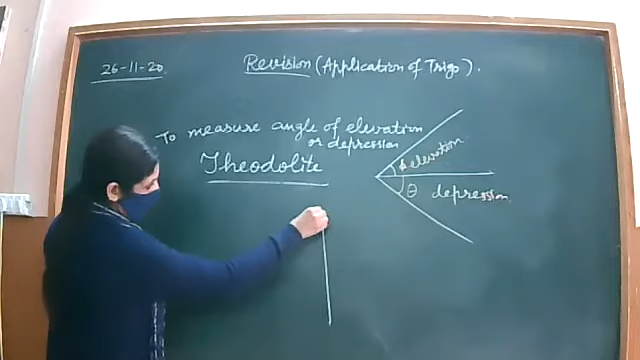 26-11-20
Revision (Application of Trigo).
To measure angle of elevation
or depression
Theodolite
elevation
θ depression